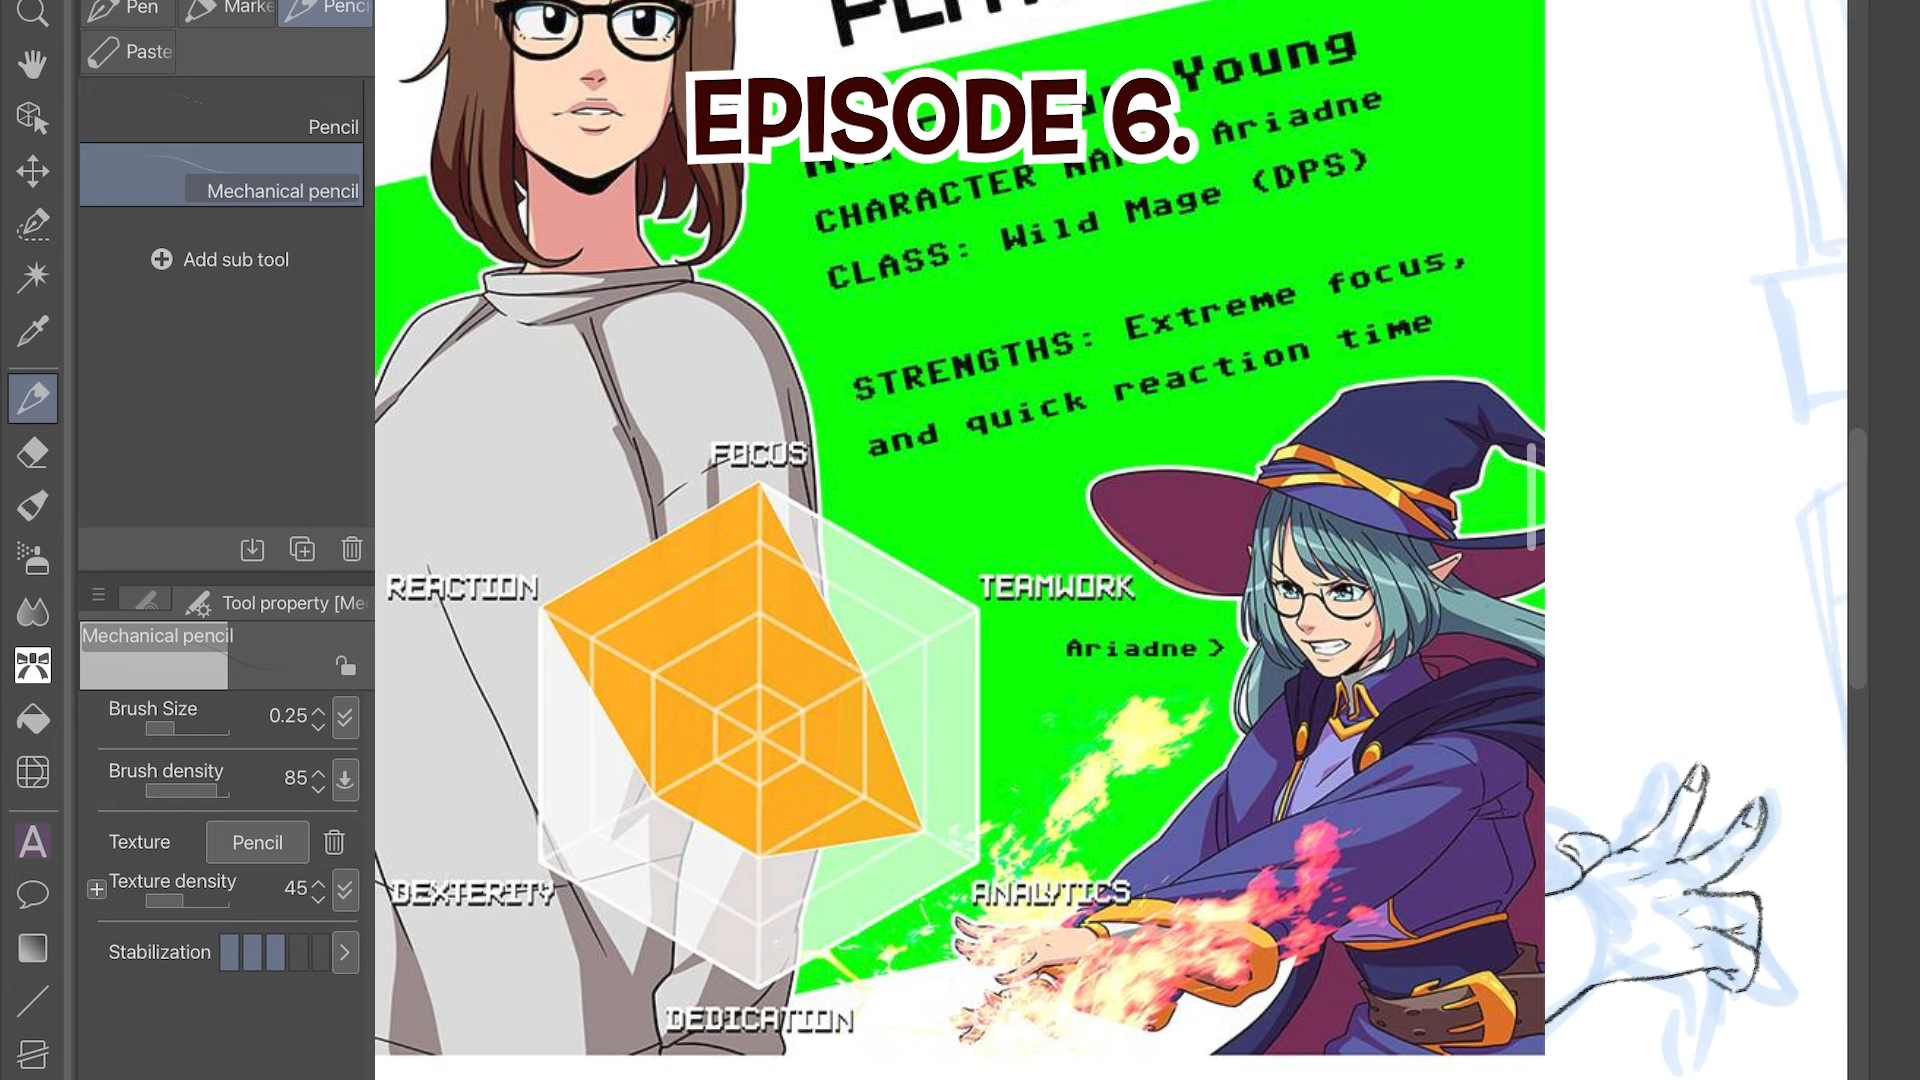 Pen
Marke
Penci
Paste
Pencil
Mechanical pencil
Add sub tool
Tool property [Me
Mechanical pencil
Brush Size
0.25
Brush density
85
Texture
Pencil
Texture density
45
Stabilization
A
EPISODE 6.
Young
CHARACTER Ariadne
CLASS: Wild Mage (DPS)
STRENGTHS: Extreme focus,
and quick reaction time
FOCUS
REACTION
TEAMWORK
Ariadne >
DEXTERITY
ANALYTICS
DEDICATION